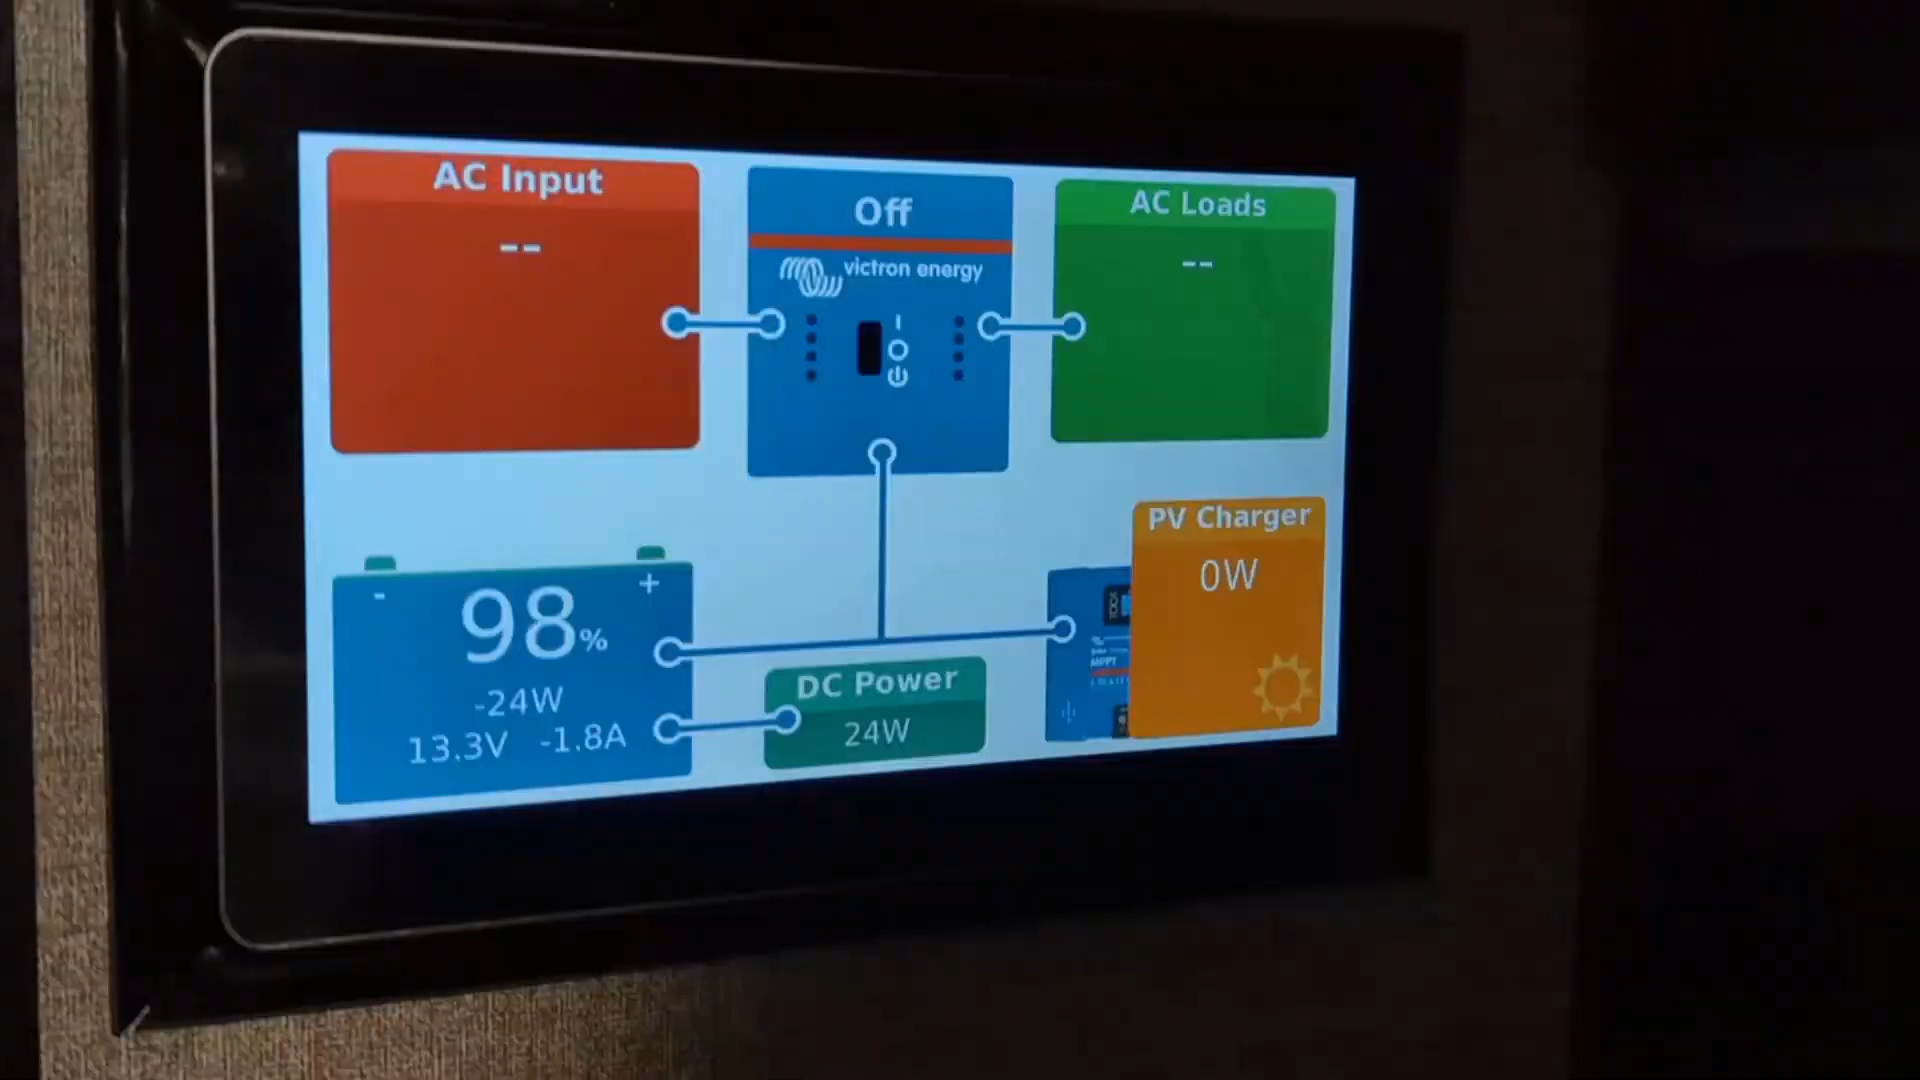 AC Input
--
Off
victron energy
AC Loads
--
PV Charger
0W
MPPT
- +
98%
-24W
13.3V -1.8A
DC Power
24W